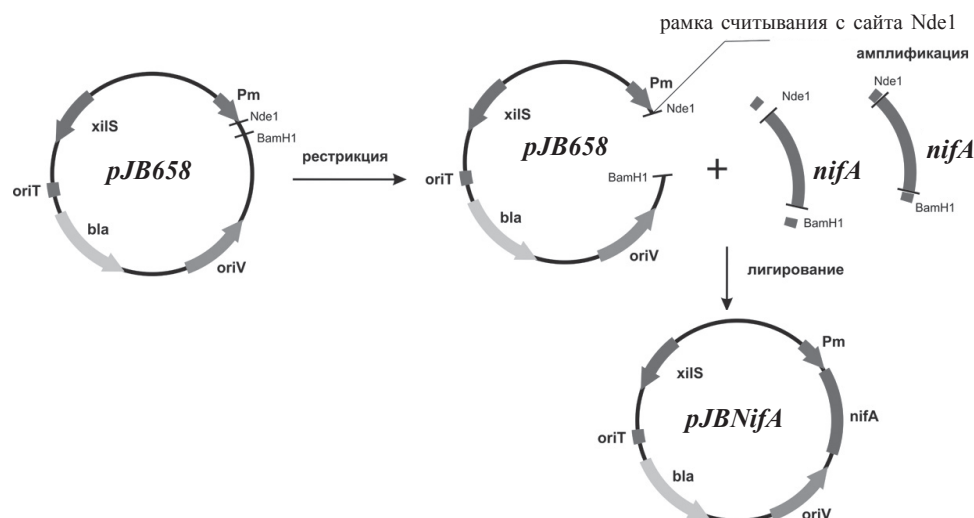 рамка считывания с сайта Nde1
амплификация
Pm
Nde1
BamH1
xilS
pJB658
oriT
bla
oriV
рестрикция
Pm
Nde1
xilS
pJB658
BamH1
oriT
bla
oriV
+
Nde1
nifA
BamH1
Nde1
nifA
BamH1
лигирование
Pm
xilS
nifA
pJBNifA
oriT
bla
oriV